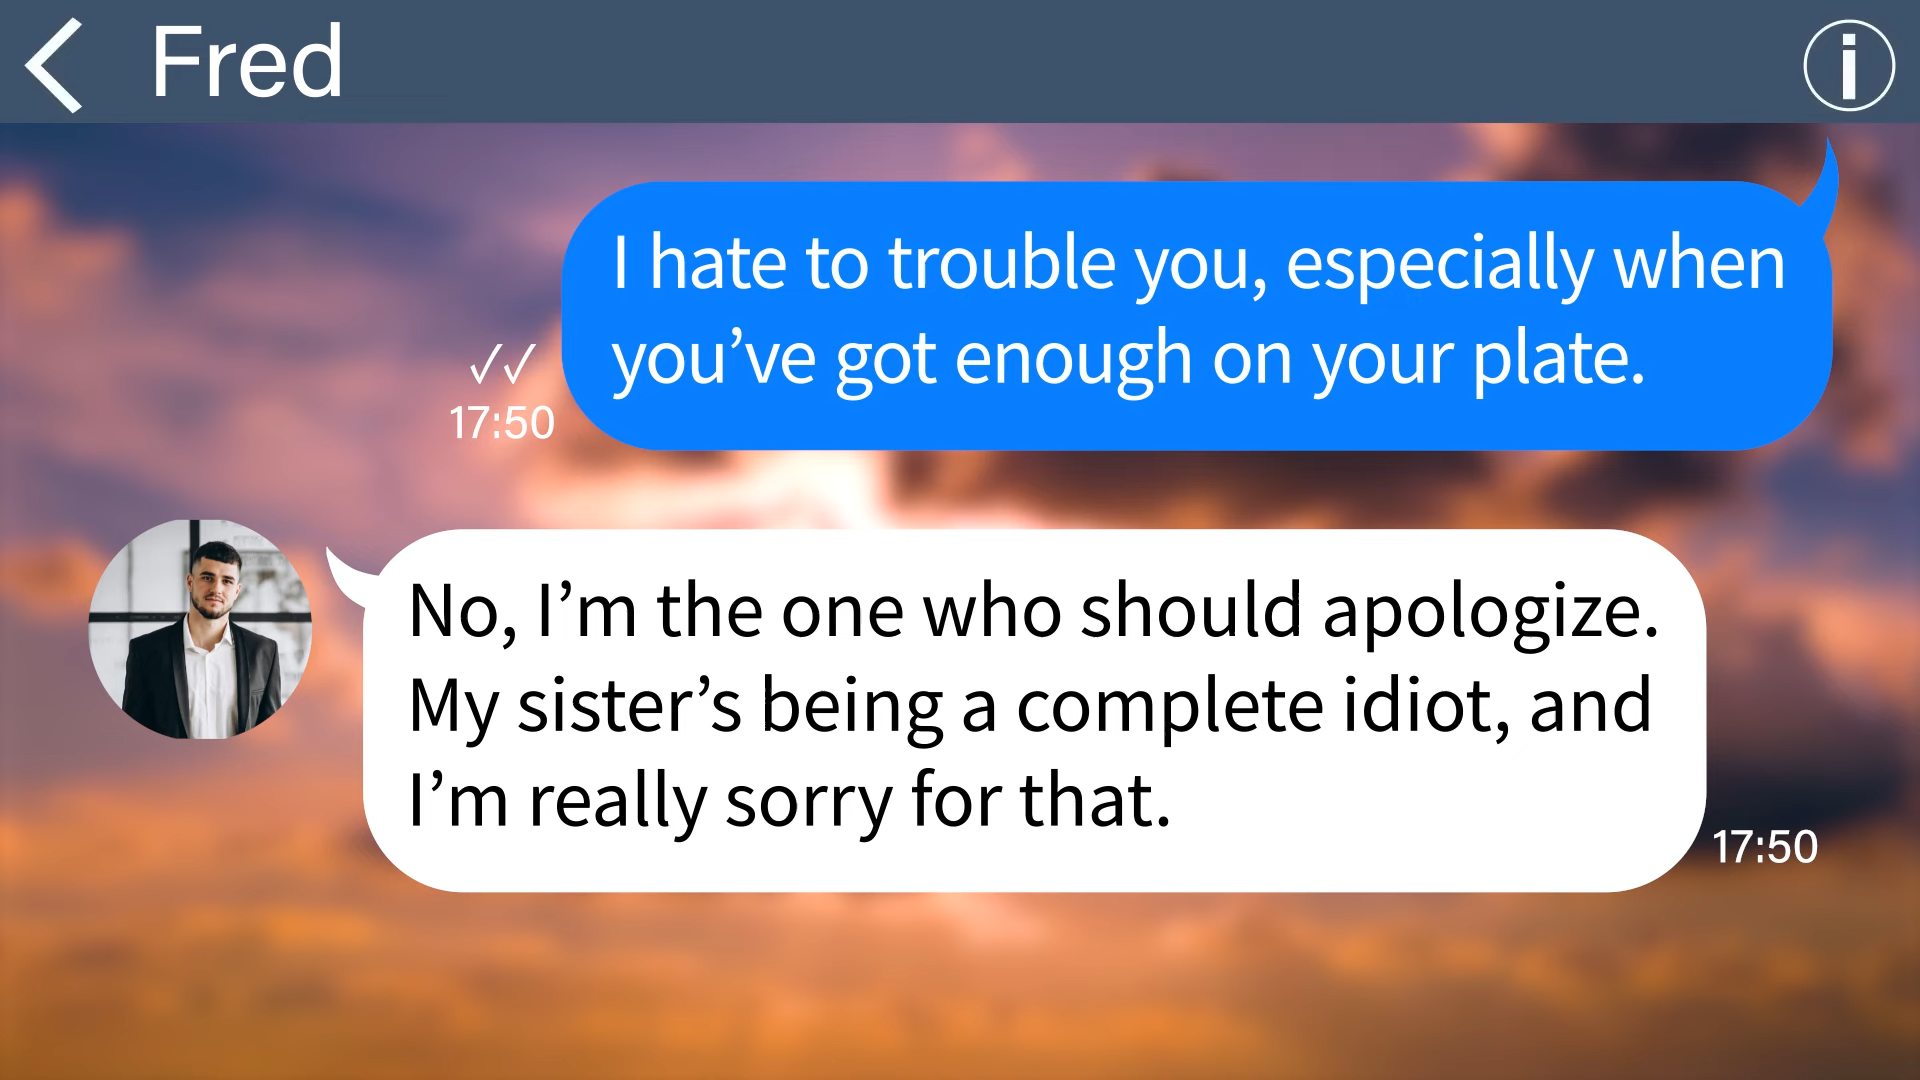 Fred
I hate to trouble you, especially when
you’ve got enough on your plate.
✓✓
17:50
No, I’m the one who should apologize.
My sister’s being a complete idiot, and
I’m really sorry for that.
17:50